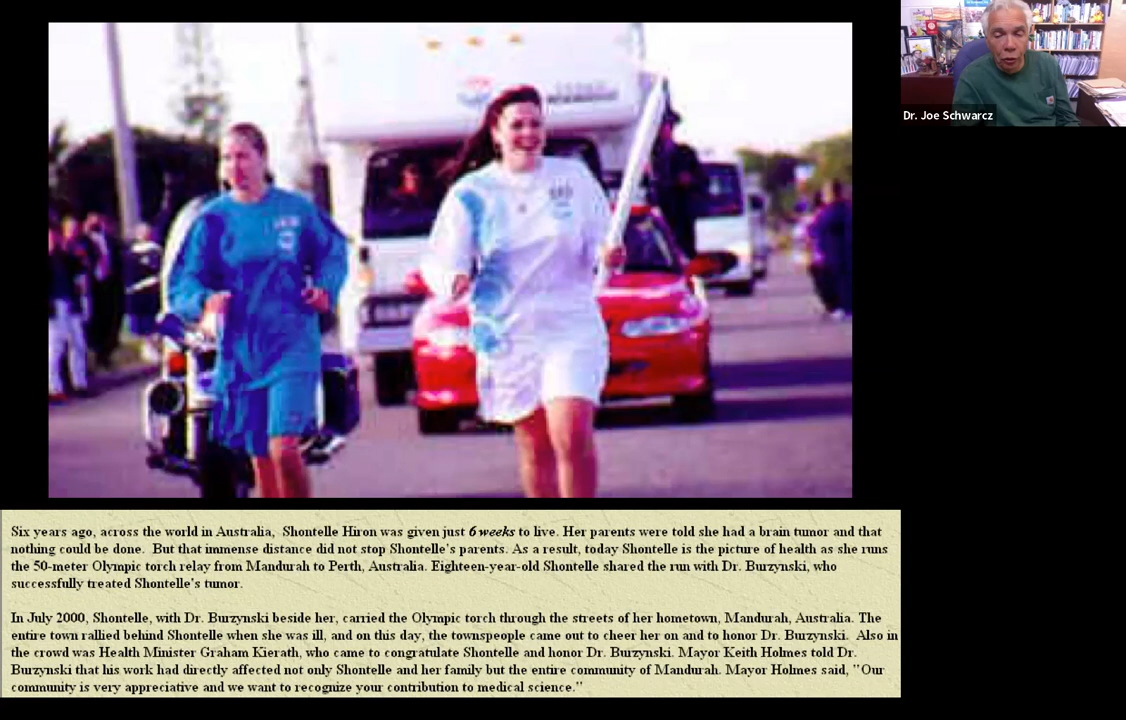 Dr. Joe Schwarcz
Six years ago, across the world in Australia,  Shontelle Hiron was given just 6 weeks to live. Her parents were told she had a brain tumor and that
nothing could be done.  But that immense distance did not stop Shontelle's parents. As a result, today Shontelle is the picture of health as she runs
the 50-meter Olympic torch relay from Mandurah to Perth, Australia. Eighteen-year-old Shontelle shared the run with Dr. Burzynski, who
successfully treated Shontelle's tumor.
In July 2000, Shontelle, with Dr. Burzynski beside her, carried the Olympic torch through the streets of her hometown, Mandurah, Australia. The
entire town rallied behind Shontelle when she was ill, and on this day, the townspeople came out to cheer her on and to honor Dr. Burzynski.  Also in
the crowd was Health Minister Graham Kierath, who came to congratulate Shontelle and honor Dr. Burzynski. Mayor Keith Holmes told Dr.
Burzynski that his work had directly affected not only Shontelle and her family but the entire community of Mandurah. Mayor Holmes said, "Our
community is very appreciative and we want to recognize your contribution to medical science."